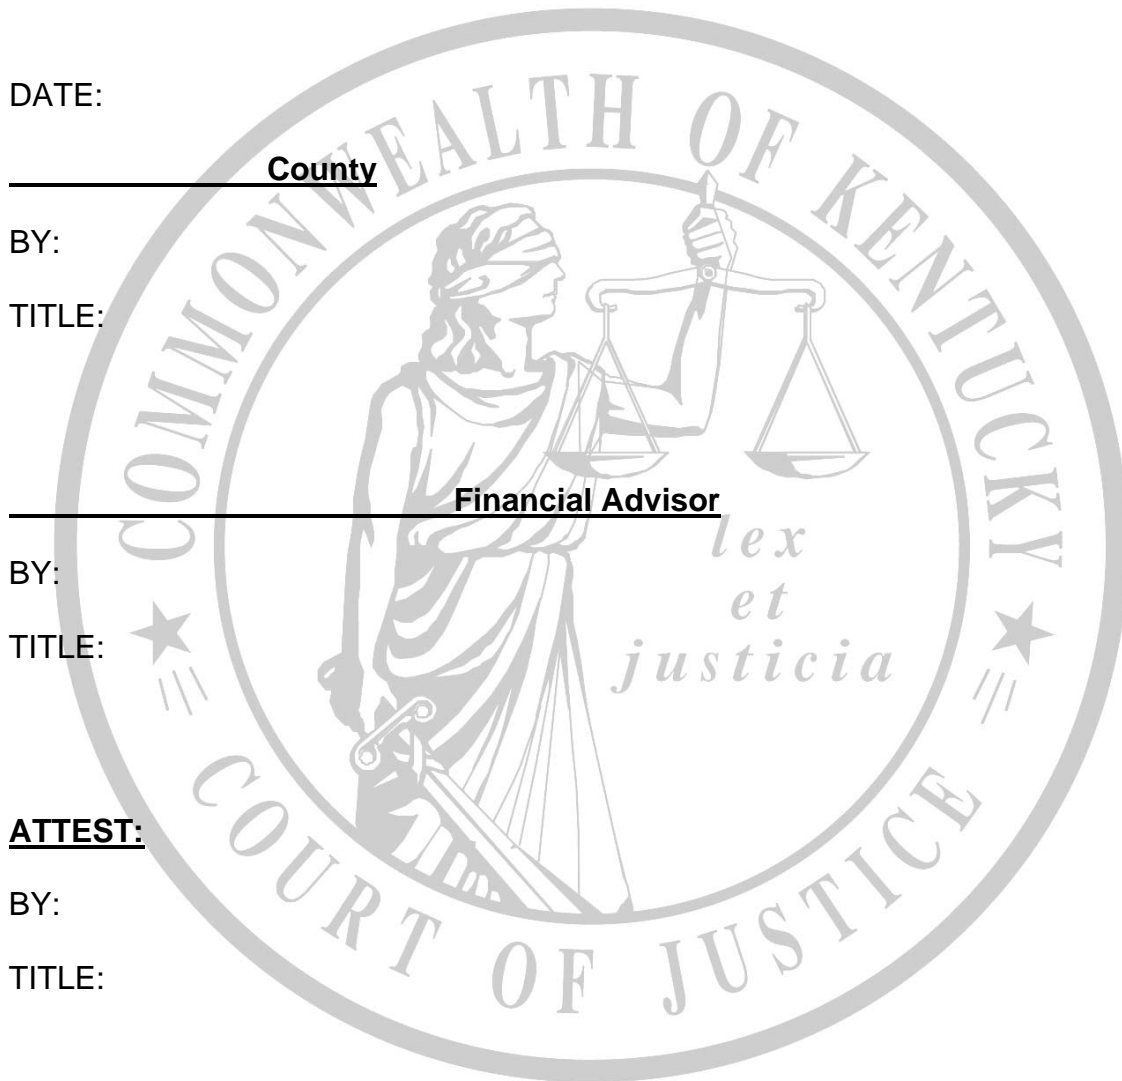 DATE:
County
BY:
TITLE:
Financial Advisor
BY:
TITLE:
ATTEST:
BY:
TITLE:
COMMONWEALTH OF KENTUCKY
lex
et
justicia
COURT OF JUSTICE